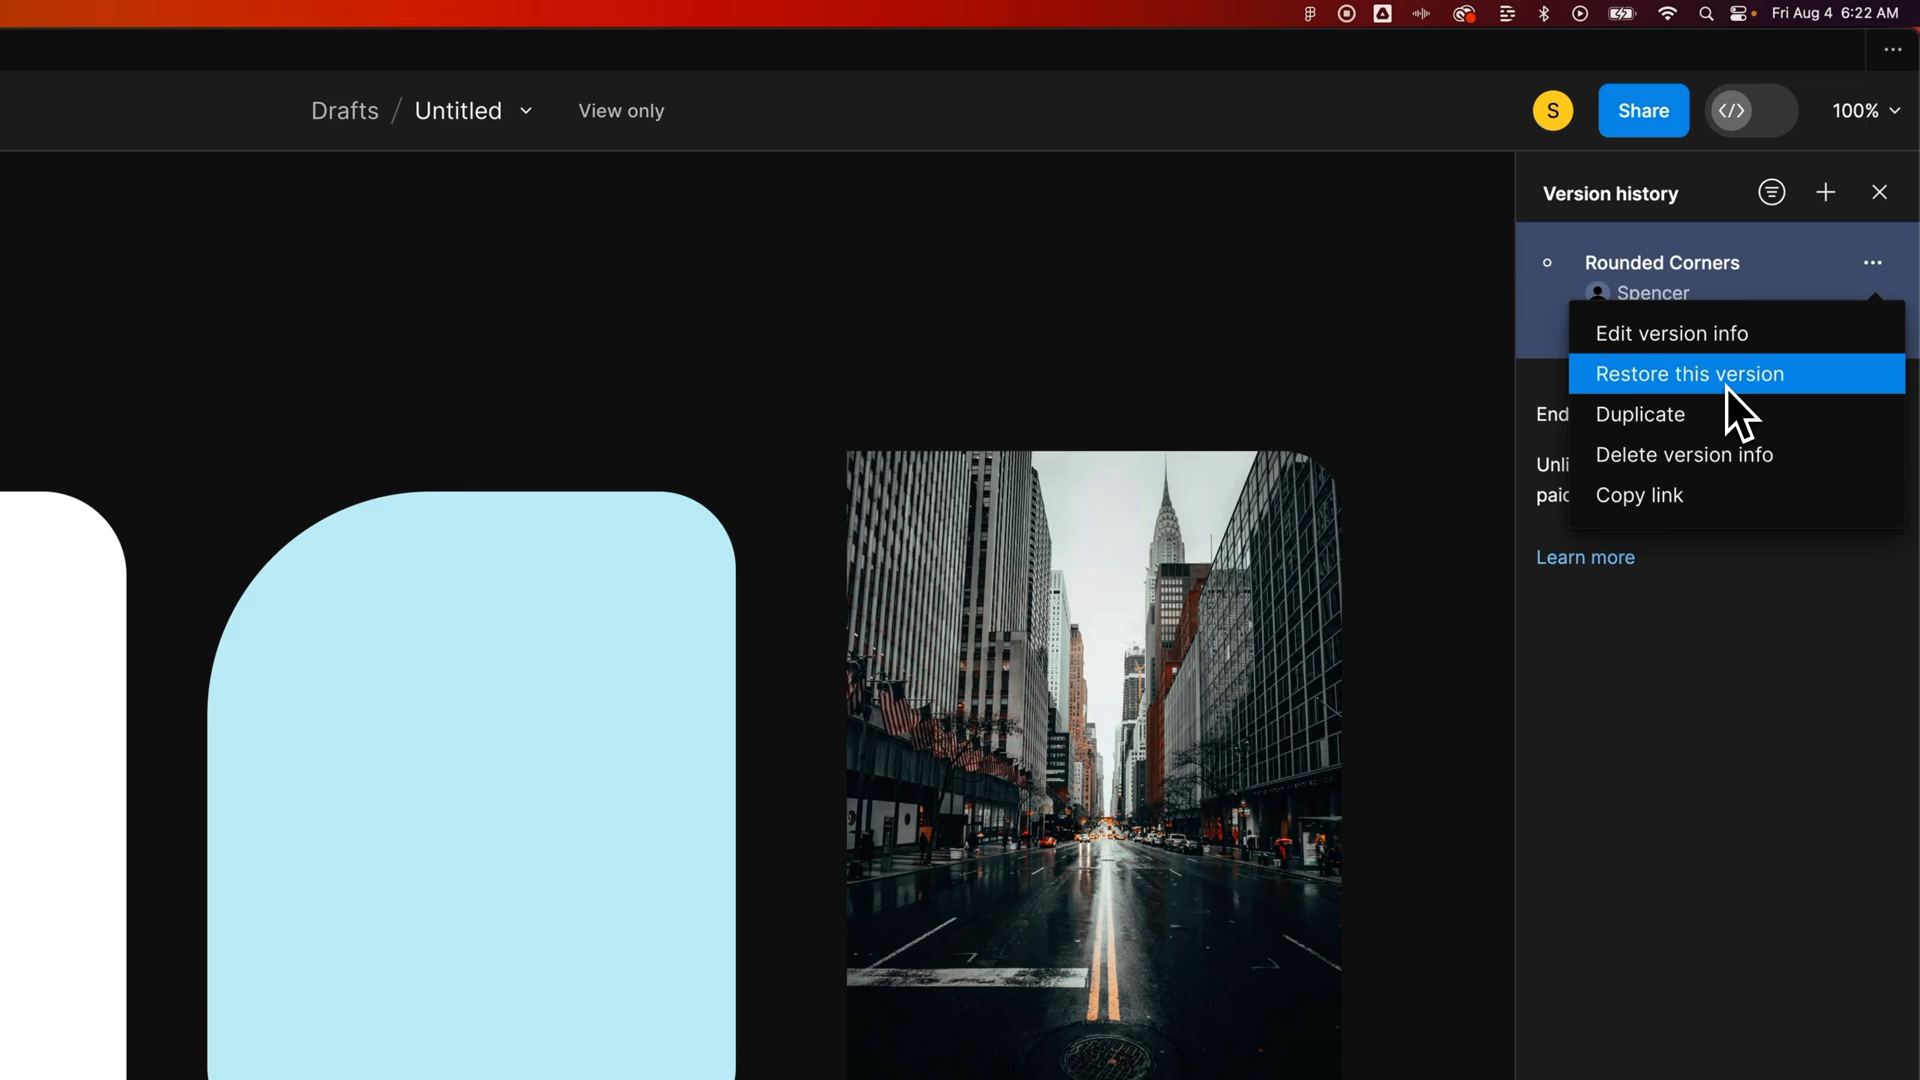 Fri Aug 4 6:22 AM
Drafts / Untitled
View only
S
Share
</>
100%
Version history
Rounded Corners
Spencer
Edit version info
Restore this version
Duplicate
Delete version info
Copy link
End
Unli
paid
Learn more